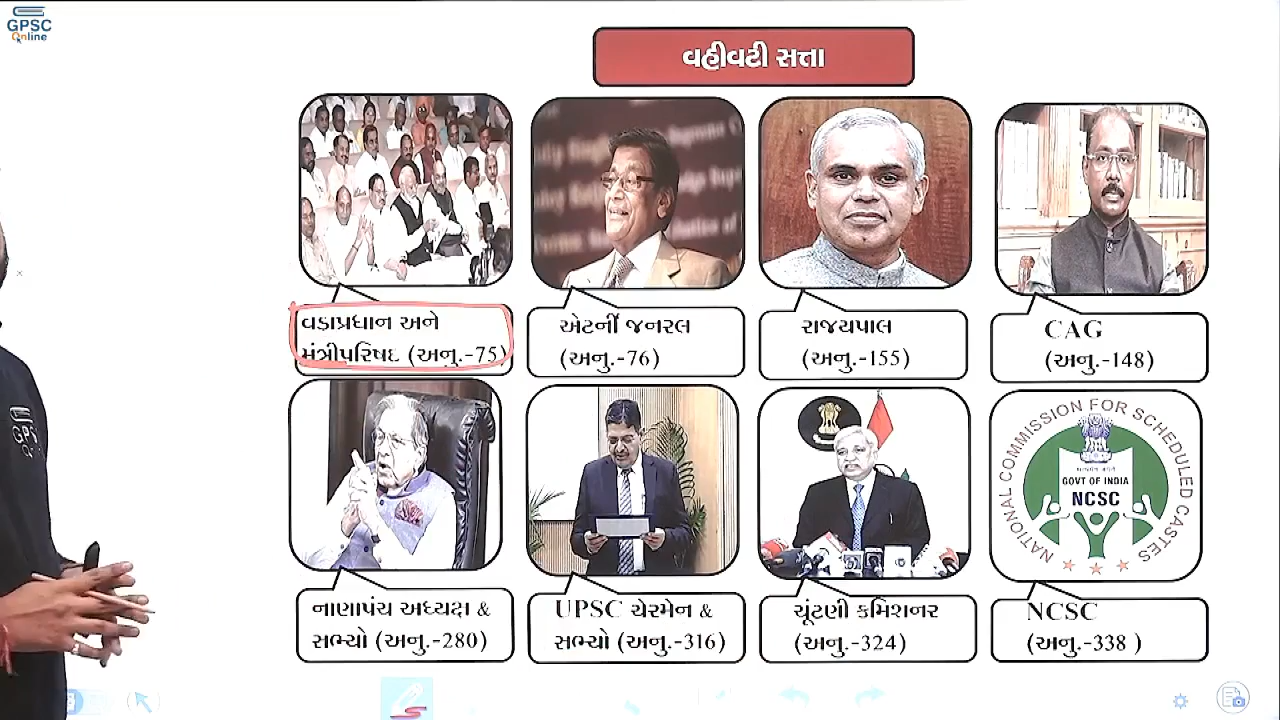 GPSC
Online
વહીવટી સત્તા
વડાપ્રધાન અને
મંત્રીપરિષદ (અનુ.-75)
એટર્ની જનરલ
(અનુ.-76)
રાજ્યપાલ
(અનુ.-155)
CAG
(અનુ.-148)
NATIONAL COMMISSION FOR SCHEDULED CASTES
GOVT OF INDIA
NCSC
નાણાપંચ અધ્યક્ષ &
સભ્યો (અનુ.-280)
UPSC ચેરમેન &
સભ્યો (અનુ.-316)
ચૂંટણી કમિશનર
(અનુ.-324)
NCSC
(અનુ.-338 )